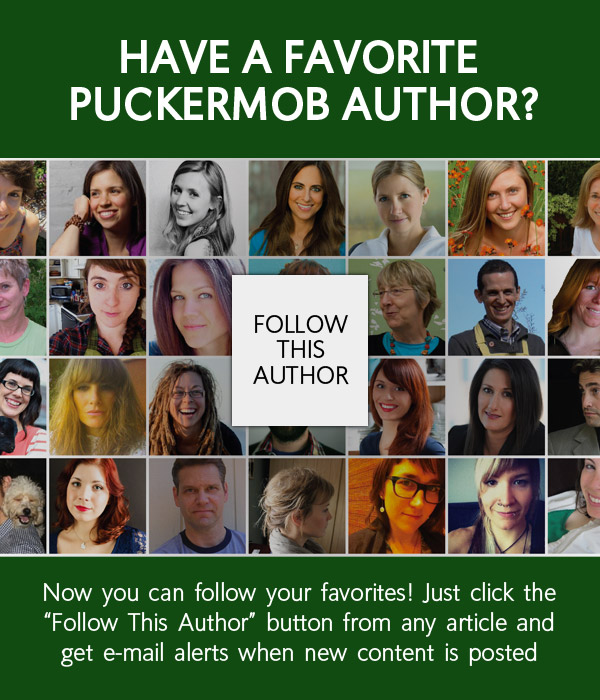 HAVE A FAVORITE
PUCKERMOB AUTHOR?
FOLLOW
THIS
AUTHOR
Now you can follow your favorites! Just click the
“Follow This Author” button from any article and
get e-mail alerts when new content is posted